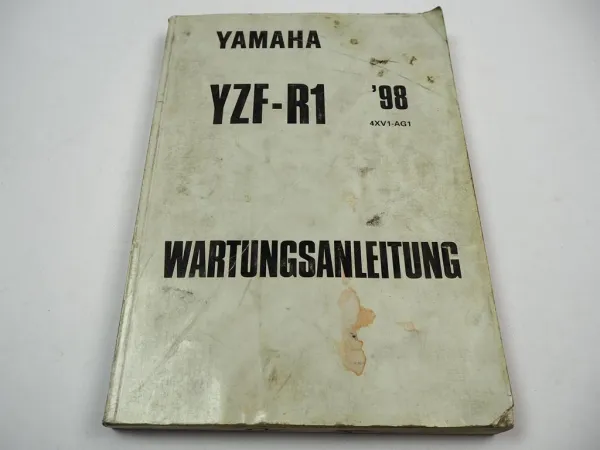 YAMAHA
YZF-R1 '98
4XV1-AG1
WARTUNGSANLEITUNG